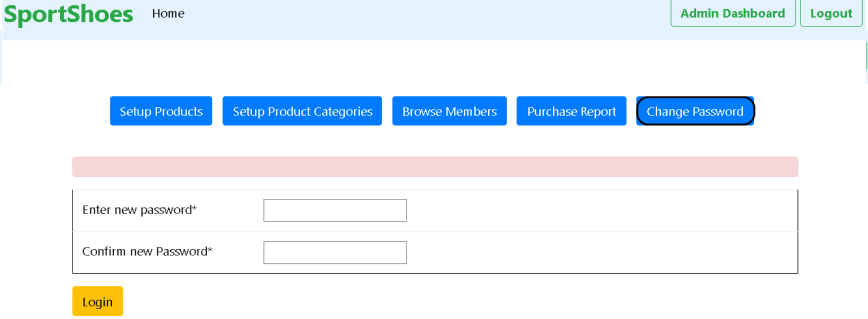 SportShoes Home Admin Dashboard Logout
Setup Products Setup Product Categories Browse Members Purchase Report Change Password
Enter new password*
Confirm new Password*
Login